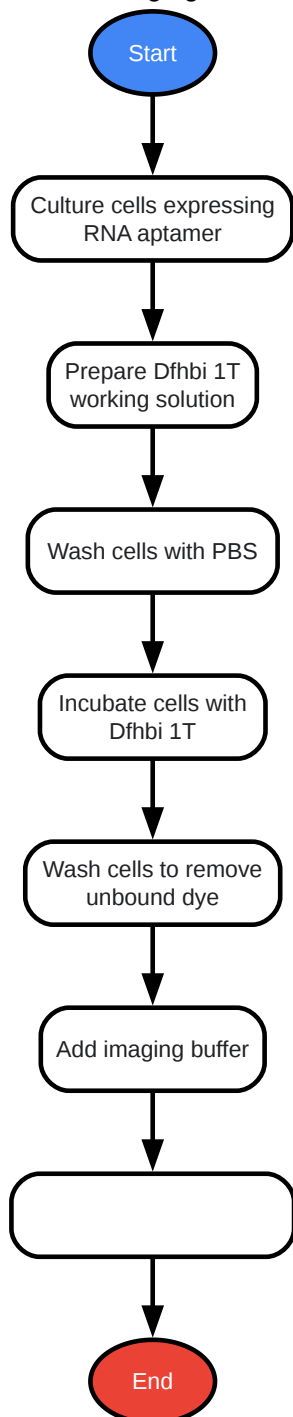 Start
Culture cells expressing
RNA aptamer
Prepare Dfhbi 1T
working solution
Wash cells with PBS
Incubate cells with
Dfhbi 1T
Wash cells to remove
unbound dye
Add imaging buffer
End